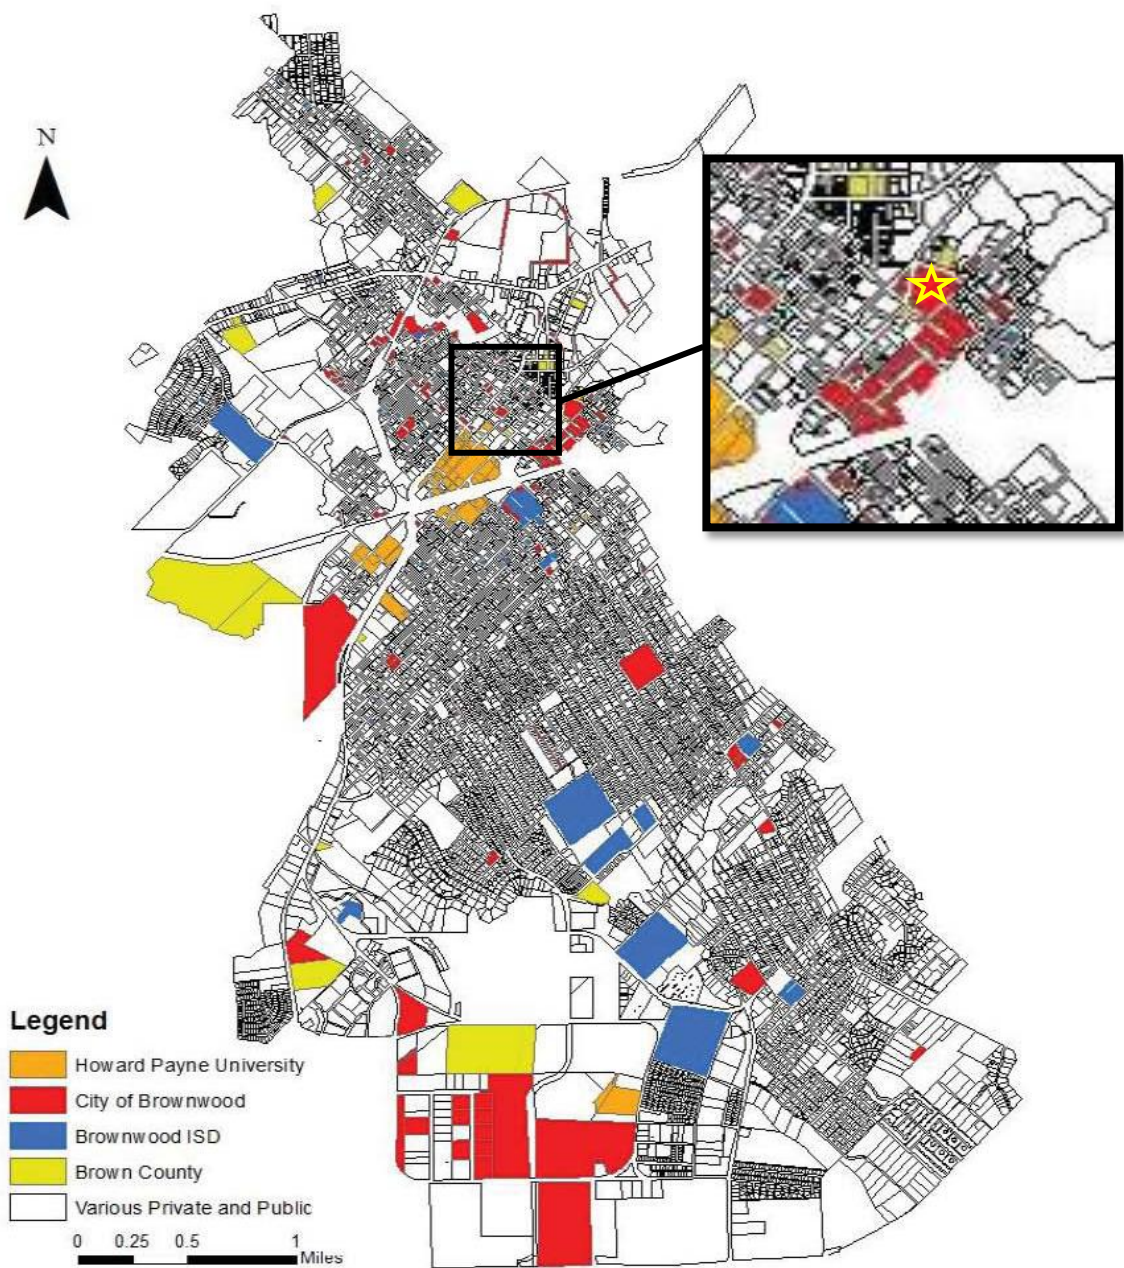 N
Legend
Howard Payne University
City of Brownwood
Brownwood ISD
Brown County
Various Private and Public
0 0.25 0.5 1
Miles